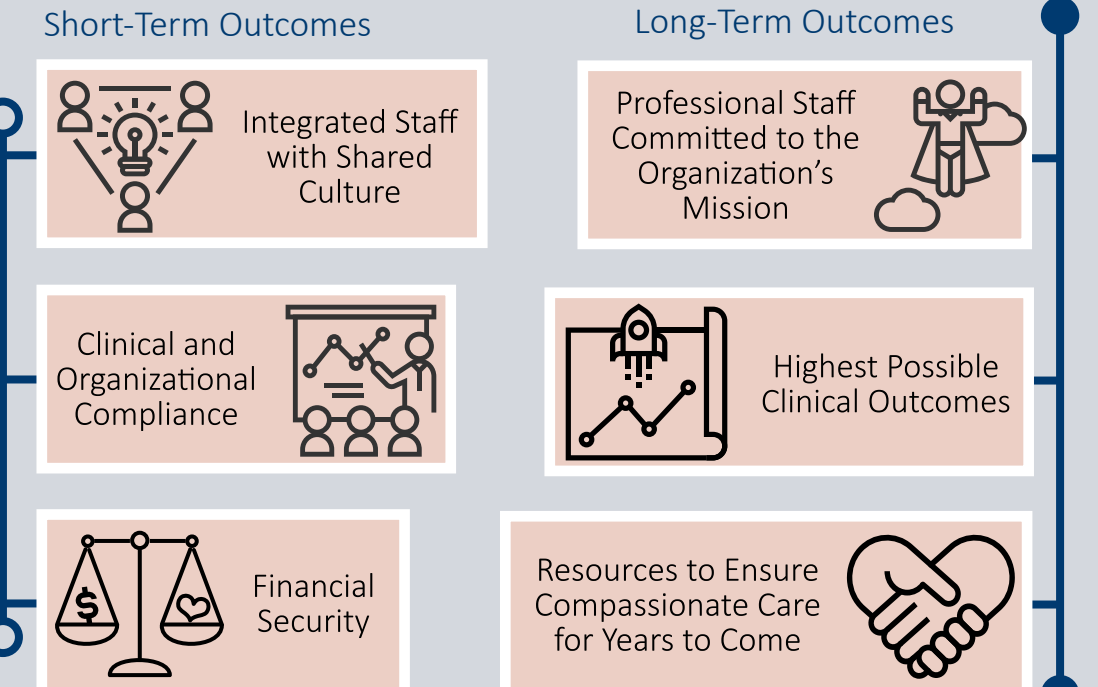 Short-Term Outcomes
Integrated Staff
with Shared
Culture
Clinical and
Organizational
Compliance
$
Financial
Security
Long-Term Outcomes
Professional Staff
Committed to the
Organization’s
Mission
Highest Possible
Clinical Outcomes
Resources to Ensure
Compassionate Care
for Years to Come